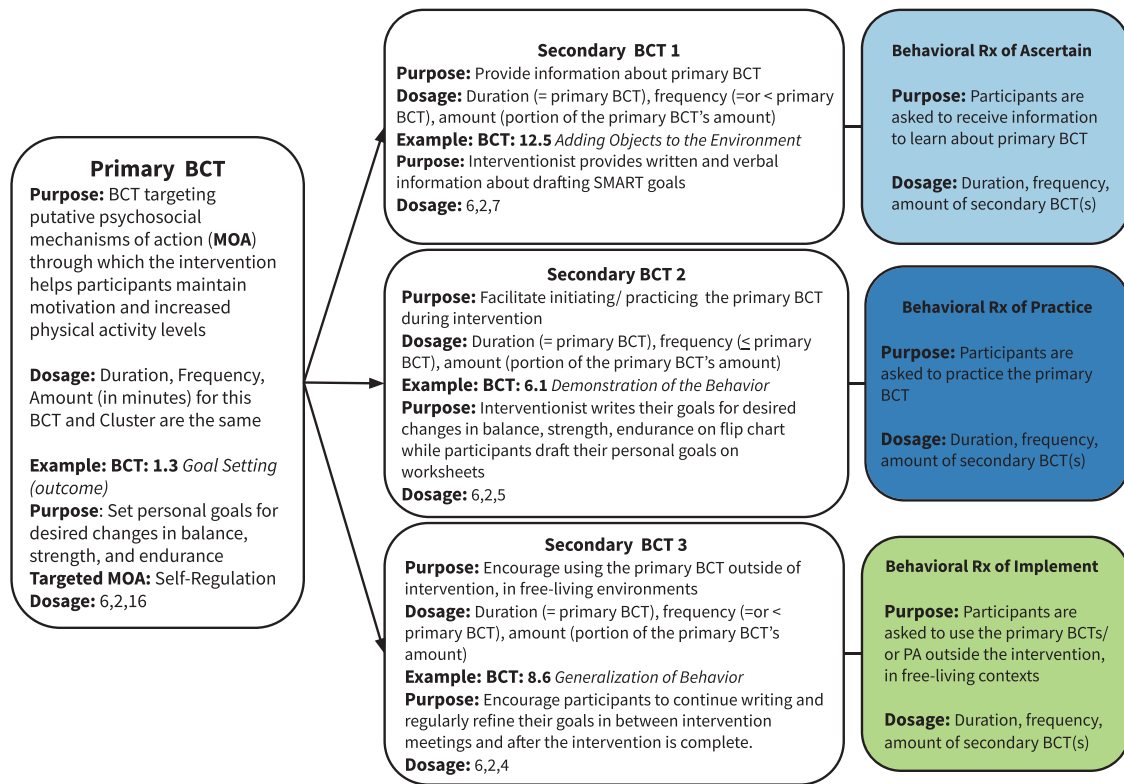 Primary BCT
Purpose: BCT targeting
putative psychosocial
mechanisms of action (MOA)
through which the intervention
helps participants maintain
motivation and increased
physical activity levels
Dosage: Duration, Frequency,
Amount (in minutes) for this
BCT and Cluster are the same
Example: BCT: 1.3 Goal Setting
(outcome)
Purpose: Set personal goals for
desired changes in balance,
strength, and endurance
Targeted MOA: Self-Regulation
Dosage: 6,2,16
Secondary BCT 1
Purpose: Provide information about primary BCT
Dosage: Duration (= primary BCT), frequency (=or < primary
BCT), amount (portion of the primary BCT's amount)
Example: BCT: 12.5 Adding Objects to the Environment
Purpose: Interventionist provides written and verbal
information about drafting SMART goals
Dosage: 6,2,7
Behavioral Rx of Ascertain
Purpose: Participants are
asked to receive information
to learn about primary BCT
Dosage: Duration, frequency,
amount of secondary BCT(s)
Secondary BCT 2
Purpose: Facilitate initiating/ practicing the primary BCT
during intervention
Dosage: Duration (= primary BCT), frequency (≤ primary
BCT), amount (portion of the primary BCT's amount)
Example: BCT: 6.1 Demonstration of the Behavior
Purpose: Interventionist writes their goals for desired
changes in balance, strength, endurance on flip chart
while participants draft their personal goals on
worksheets
Dosage: 6,2,5
Behavioral Rx of Practice
Purpose: Participants are
asked to practice the primary
BCT
Dosage: Duration, frequency,
amount of secondary BCT(s)
Secondary BCT 3
Purpose: Encourage using the primary BCT outside of
intervention, in free-living environments
Dosage: Duration (= primary BCT), frequency (=or <
primary BCT), amount (portion of the primary BCT's
amount)
Example: BCT: 8.6 Generalization of Behavior
Purpose: Encourage participants to continue writing and
regularly refine their goals in between intervention
meetings and after the intervention is complete.
Dosage: 6,2,4
Behavioral Rx of Implement
Purpose: Participants are
asked to use the primary BCTs/
or PA outside the intervention,
in free-living contexts
Dosage: Duration, frequency,
amount of secondary BCT(s)